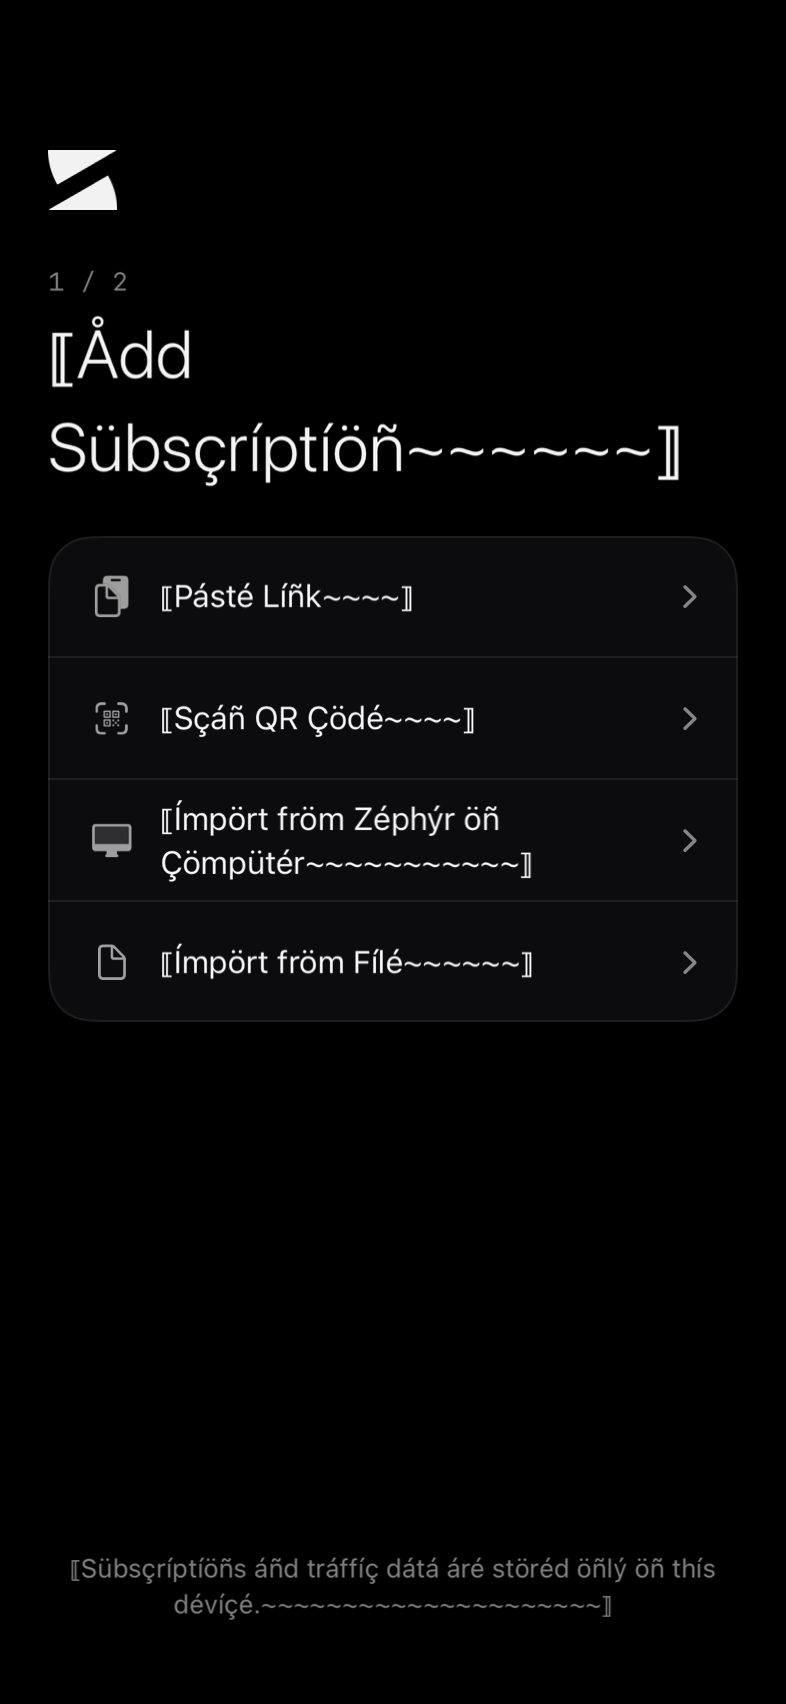 1 / 2
⟦Ådd
Sübsçríptíöñ~~~~~~⟧
⟦Pásté Líñk~~~~⟧
⟦Sçáñ QR Çödé~~~~⟧
⟦Ímpört fröm Zéphýr öñ
Çömpütér~~~~~~~~~~~⟧
⟦Ímpört fröm Fílé~~~~~~⟧
⟦Sübsçríptíöñs áñd tráffíç dátá áré störéd öñlý öñ thís
dévíçé.~~~~~~~~~~~~~~~~~~~~~⟧